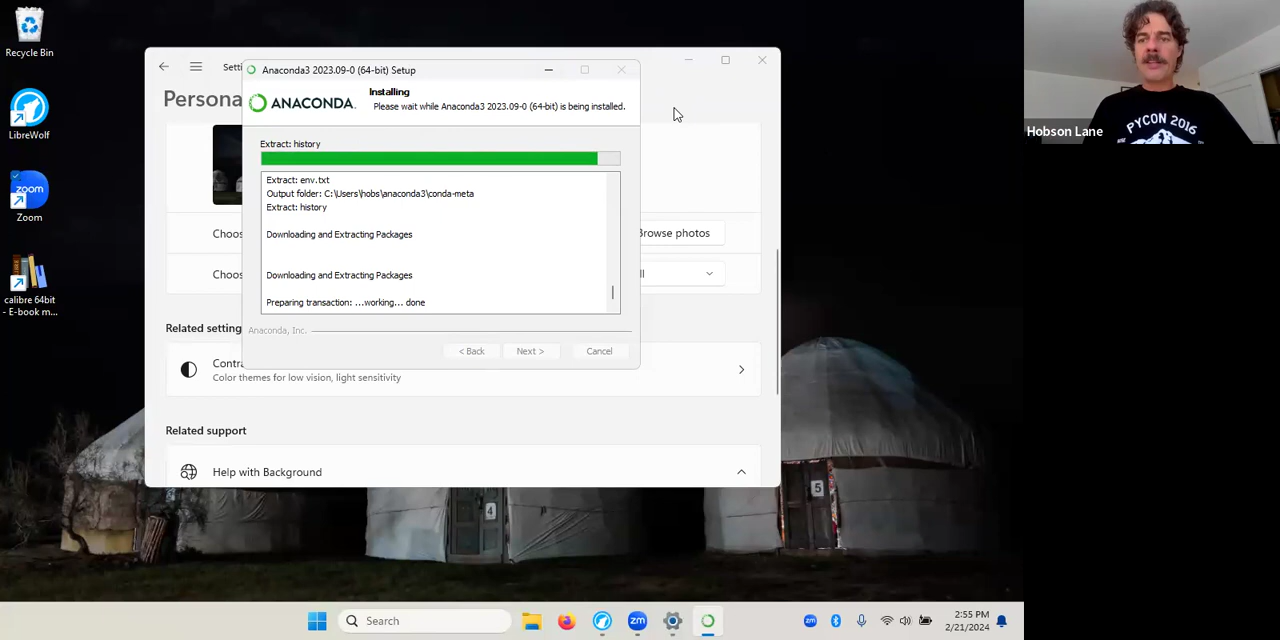 Recycle Bin
LibreWolf
Zoom
calibre 64bit
- E-book m...
Setti
Persona
Choos
Browse photos
Choos
ll
Related setting
Contra
Color themes for low vision, light sensitivity
Related support
Help with Background
Anaconda3 2023.09-0 (64-bit) Setup
ANACONDA.
Installing
Please wait while Anaconda3 2023.09-0 (64-bit) is being installed.
Extract: history
Extract: env.txt
Output folder: C:\Users\hobs\anaconda3\conda-meta
Extract: history
Downloading and Extracting Packages
Downloading and Extracting Packages
Preparing transaction: ...working... done
Anaconda, Inc.
< Back
Next >
Cancel
4
5
Search
zm
zm
2:55 PM
2/21/2024
Hobson Lane
PYCON 2016
zoom